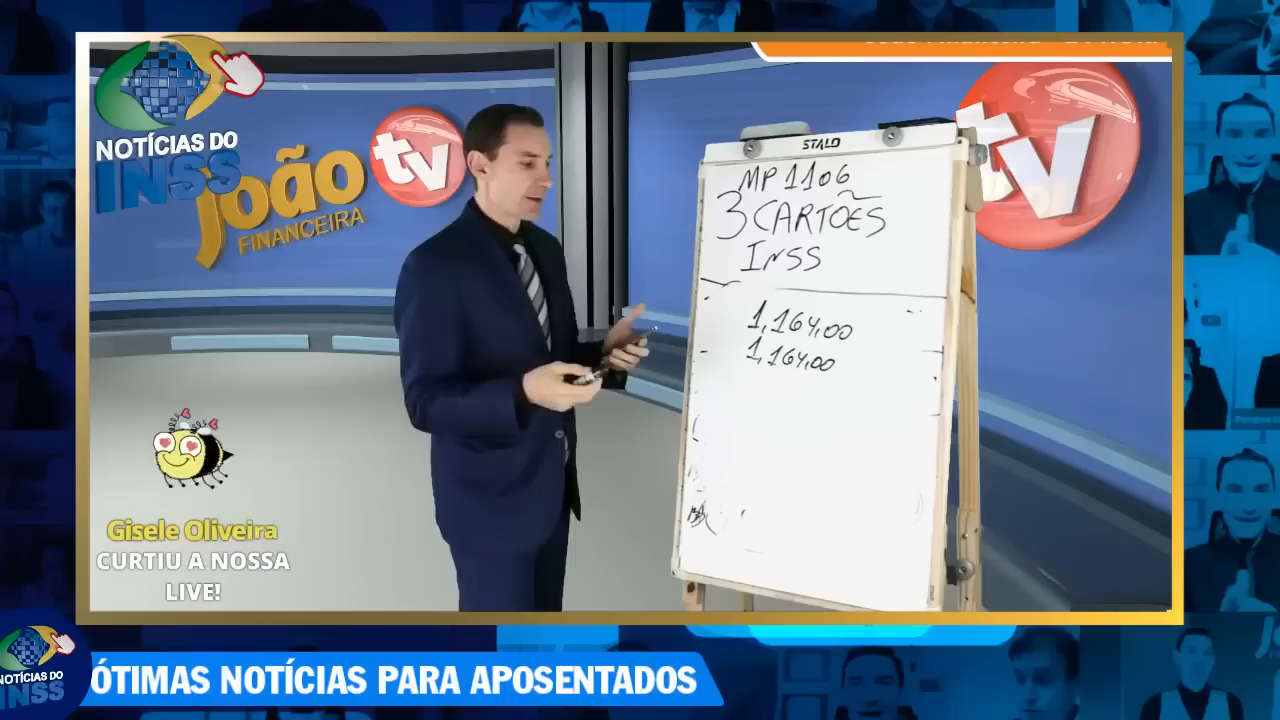 NOTÍCIAS DO
INSS
João
FINANCEIRA
tv
tv
STALO
MP 1106
3 CARTÕES
INSS
1,164,00
1,164,00
Gisele Oliveira
CURTIU A NOSSA
LIVE!
NOTÍCIAS DO
INSS
ÓTIMAS NOTÍCIAS PARA APOSENTADOS